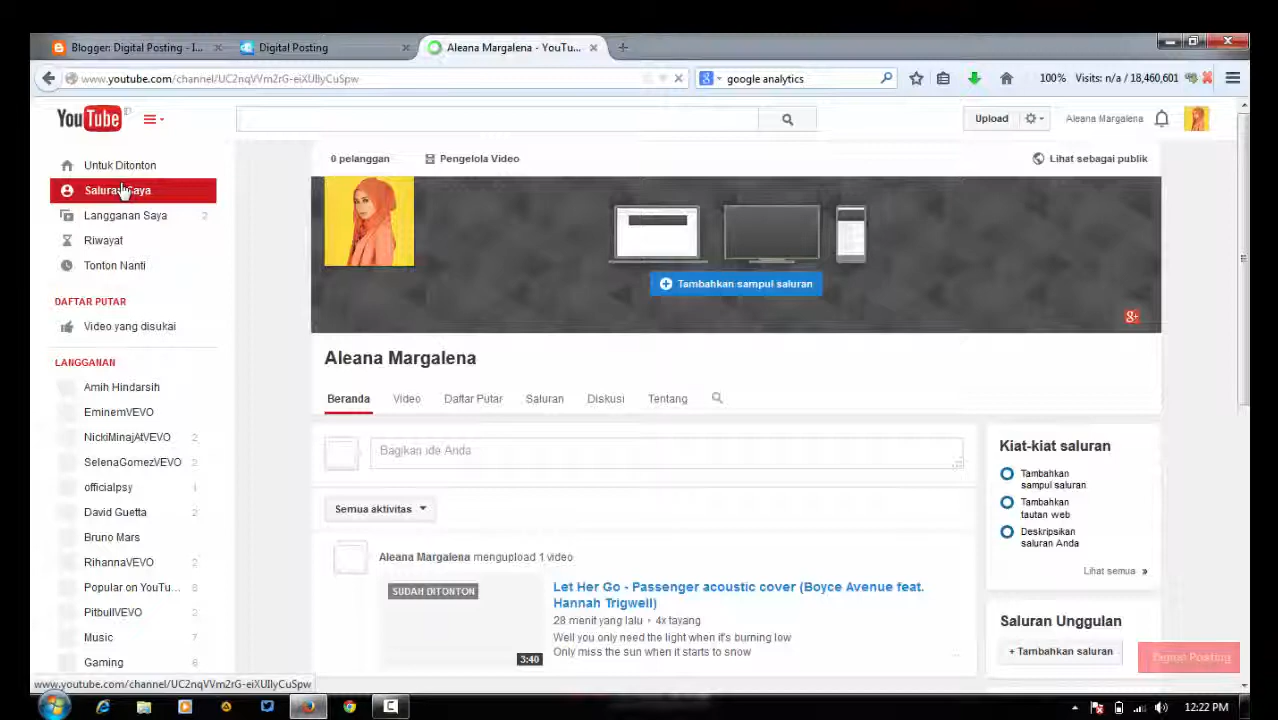 Blogger: Digital Posting - I...
Digital Posting
Aleana Margalena - YouTu...
www.youtube.com/channel/UC2nqVVm2rG-eiXUIlyCuSpw
google analytics
100%
Visits: n/a / 18,460,601
YouTube ID
Upload
Aleana Margalena
Untuk Ditonton
Saluran Saya
Langganan Saya 2
Riwayat
Tonton Nanti
DAFTAR PUTAR
Video yang disukai
LANGGANAN
Amih Hindarsih
EminemVEVO
NickiMinajAtVEVO 2
SelenaGomezVEVO 2
officialpsy 1
David Guetta 2
Bruno Mars
RihannaVEVO 2
Popular on YouTu... 6
PitbullVEVO 2
Music 7
Gaming 6
0 pelanggan
Pengelola Video
Lihat sebagai publik
Tambahkan sampul saluran
g+
Aleana Margalena
Beranda
Video
Daftar Putar
Saluran
Diskusi
Tentang
Bagikan ide Anda
Semua aktivitas
Aleana Margalena mengupload 1 video
SUDAH DITONTON
3:40
Let Her Go - Passenger acoustic cover (Boyce Avenue feat.
Hannah Trigwell)
28 menit yang lalu • 4x tayang
Well you only need the light when it's burning low
Only miss the sun when it starts to snow
Kiat-kiat saluran
Tambahkan
sampul saluran
Tambahkan
tautan web
Deskripsikan
saluran Anda
Lihat semua »
Saluran Unggulan
+ Tambahkan saluran
Digital Posting
www.youtube.com/channel/UC2nqVVm2rG-eiXUIlyCuSpw
12:22 PM